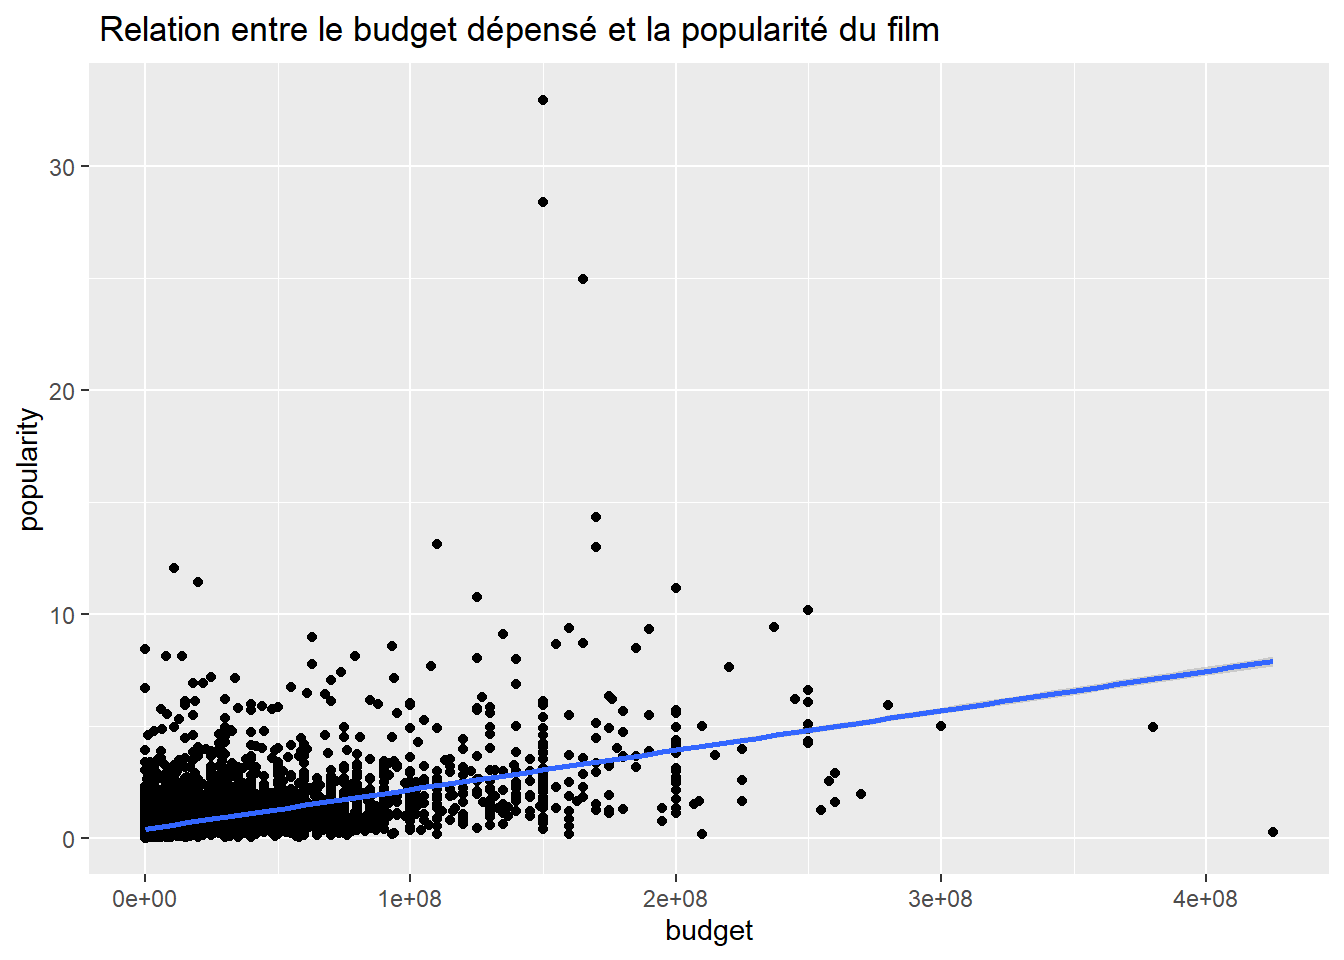 Relation entre le budget dépensé et la popularité du film
30
20
10
0
popularity
0e+00 1e+08 2e+08 3e+08 4e+08
budget